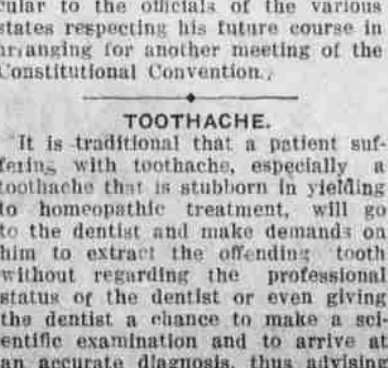 cular to the officials of the various
states respecting his future course in
arranging for another meeting of the
Constitutional Convention.
TOOTHACHE.
It is traditional that a patient suf-
fering with toothache, especially a
toothache that is stubborn in yielding
to homeopathic treatment, will go
to the dentist and make demands on
him to extract the offending tooth
without regarding the professional
status of the dentist or even giving
the dentist a chance to make a sci-
entific examination and to arrive at
an accurate diagnosis, thus advising